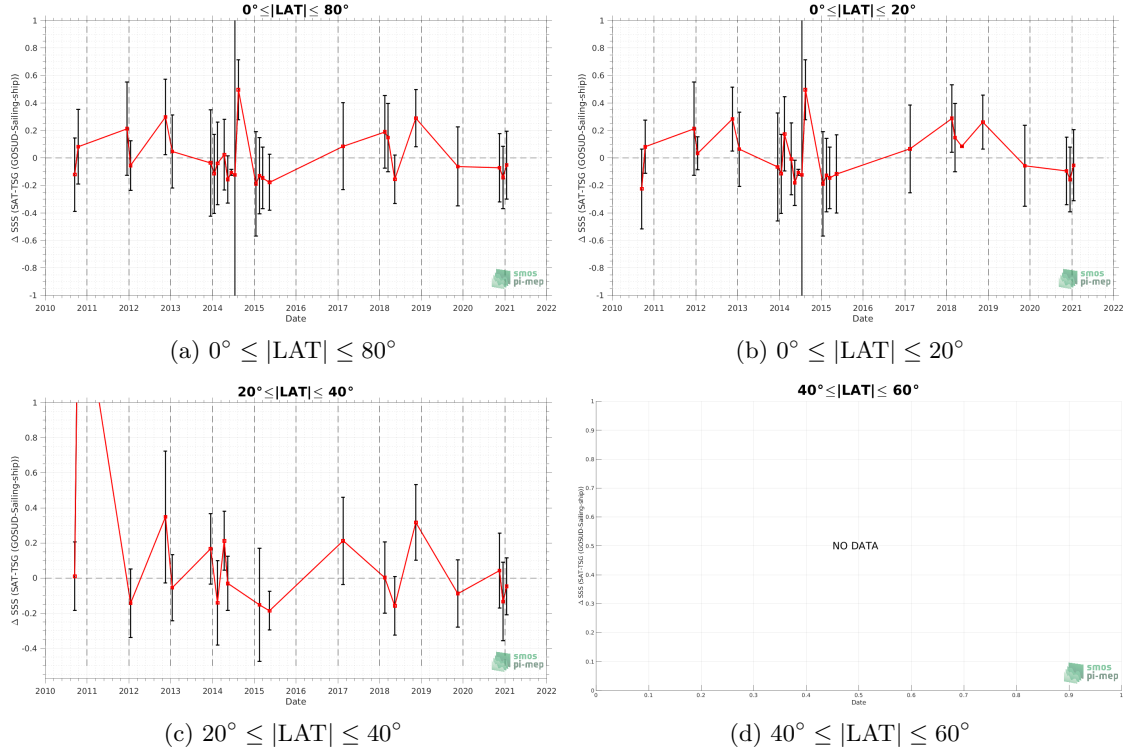 0°≤|LAT|≤ 80°
Δ SSS (SAT-TSG (GOSUD-Sailing-ship))
1
0.8
0.6
0.4
0.2
0
-0.2
-0.4
-0.6
-0.8
-1
2010 2011 2012 2013 2014 2015 2016 2017 2018 2019 2020 2021 2022
Date
smos
pi-mep
(a) 0° ≤ |LAT| ≤ 80°
0°≤|LAT|≤ 20°
Δ SSS (SAT-TSG (GOSUD-Sailing-ship))
1
0.8
0.6
0.4
0.2
0
-0.2
-0.4
-0.6
-0.8
-1
2010 2011 2012 2013 2014 2015 2016 2017 2018 2019 2020 2021 2022
Date
smos
pi-mep
(b) 0° ≤ |LAT| ≤ 20°
20°≤|LAT|≤ 40°
Δ SSS (SAT-TSG (GOSUD-Sailing-ship))
1
0.8
0.6
0.4
0.2
0
-0.2
-0.4
2010 2011 2012 2013 2014 2015 2016 2017 2018 2019 2020 2021 2022
Date
smos
pi-mep
(c) 20° ≤ |LAT| ≤ 40°
40°≤|LAT|≤ 60°
Δ SSS (SAT-TSG (GOSUD-Sailing-ship))
1
0.9
0.8
0.7
0.6
0.5
0.4
0.3
0.2
0.1
0
NO DATA
0 0.1 0.2 0.3 0.4 0.5 0.6 0.7 0.8 0.9 1
Date
smos
pi-mep
(d) 40° ≤ |LAT| ≤ 60°